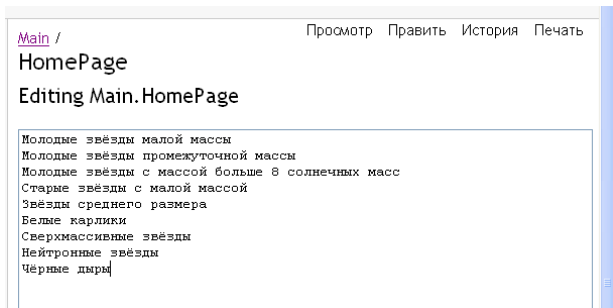 Main /
Просмотр Править История Печать
HomePage
Editing Main.HomePage
Молодые звёзды малой массы
Молодые звёзды промежуточной массы
Молодые звёзды с массой больше 8 солнечных масс
Старые звёзды с малой массой
Звёзды среднего размера
Белые карлики
Сверхмассивные звёзды
Нейтронные звёзды
Чёрные дыры